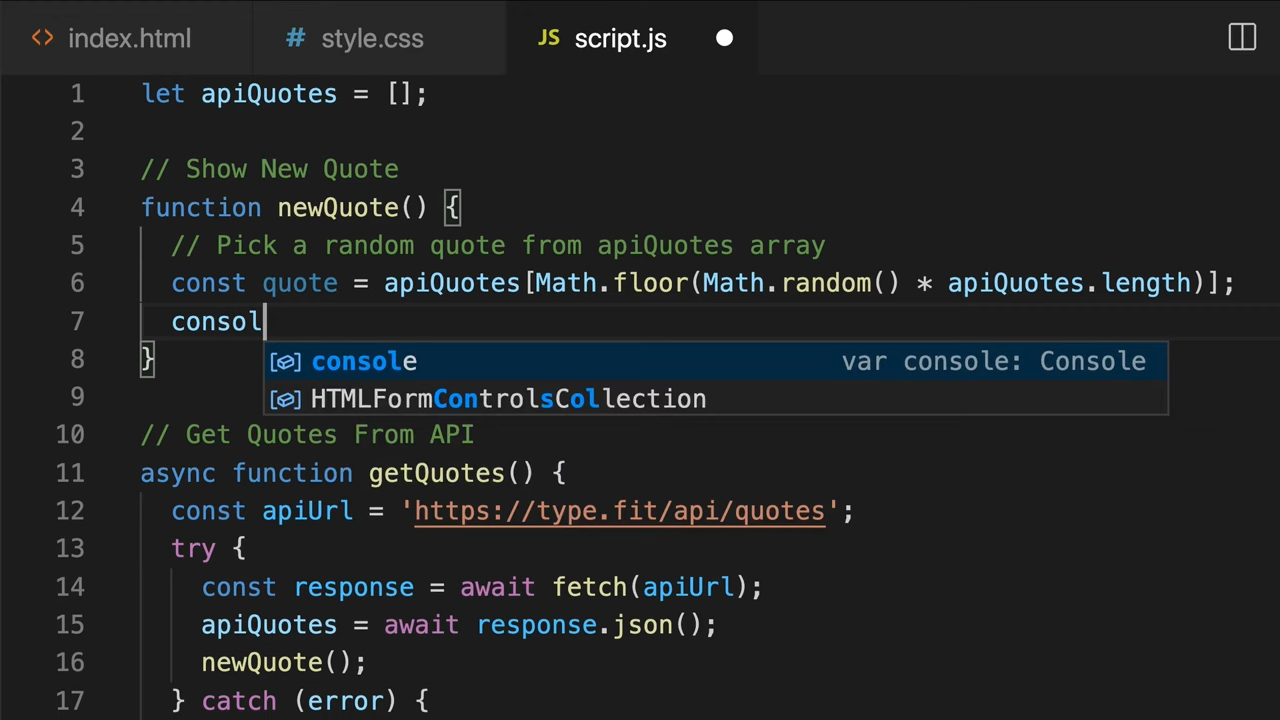 index.html # style.css JS script.js
1 let apiQuotes = [];
2
3 // Show New Quote
4 function newQuote() {
5 // Pick a random quote from apiQuotes array
6 const quote = apiQuotes[Math.floor(Math.random() * apiQuotes.length)];
7 consol
console var console: Console
8 }
HTMLFormControlsCollection
9
10 // Get Quotes From API
11 async function getQuotes() {
12 const apiUrl = 'https://type.fit/api/quotes';
13 try {
14 const response = await fetch(apiUrl);
15 apiQuotes = await response.json();
16 newQuote();
17 } catch (error) {